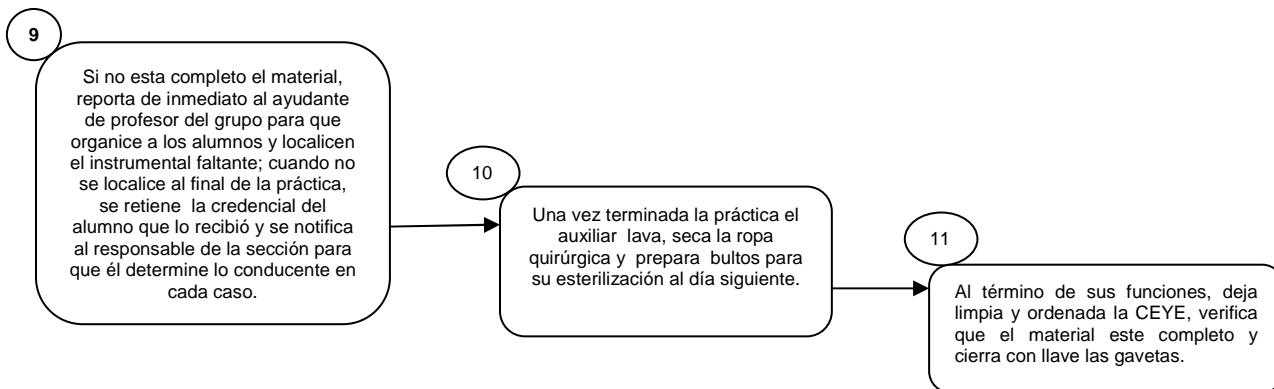 9
Si no esta completo el material,
reporta de inmediato al ayudante
de profesor del grupo para que
organice a los alumnos y localicen
el instrumental faltante; cuando no
se localice al final de la práctica,
se retiene la credencial del
alumno que lo recibió y se notifica
al responsable de la sección para
que él determine lo conducente en
cada caso.
10
Una vez terminada la práctica el
auxiliar lava, seca la ropa
quirúrgica y prepara bultos para
su esterilización al día siguiente.
11
Al término de sus funciones, deja
limpia y ordenada la CEYE, verifica
que el material este completo y
cierra con llave las gavetas.